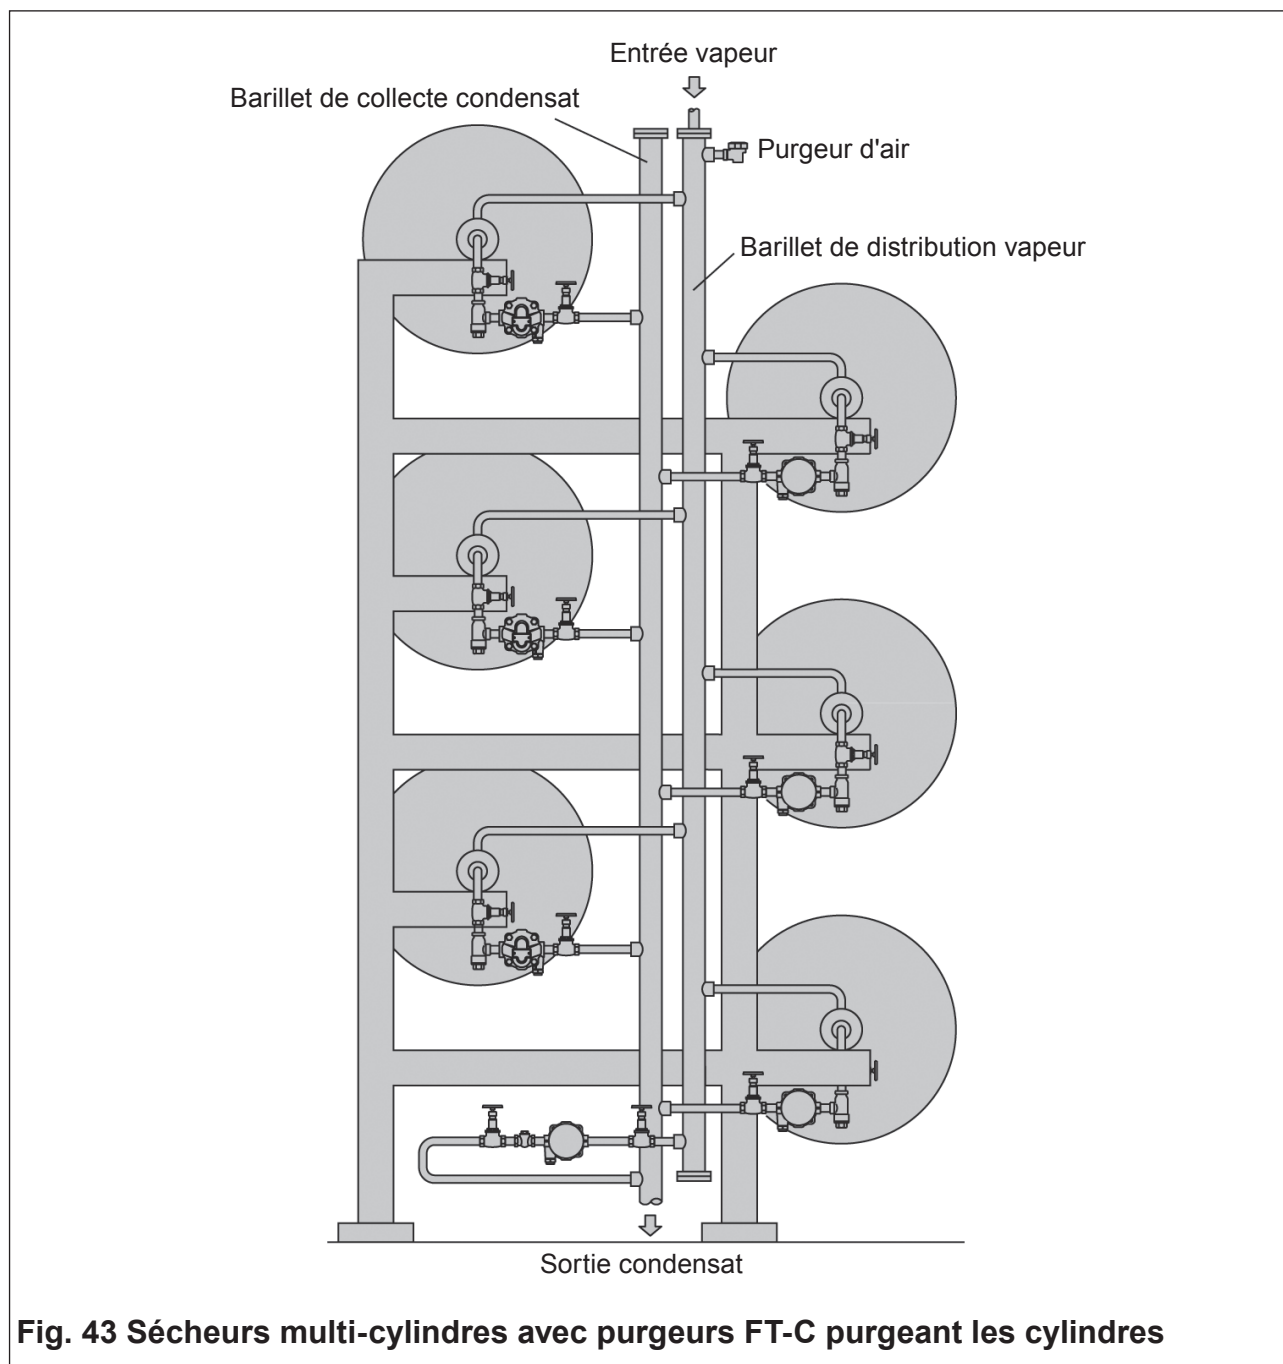 Entrée vapeur
Barillet de collecte condensat
Purgeur d'air
Barillet de distribution vapeur
Sortie condensat
Fig. 43 Sécheurs multi-cylindres avec purgeurs FT-C purgeant les cylindres